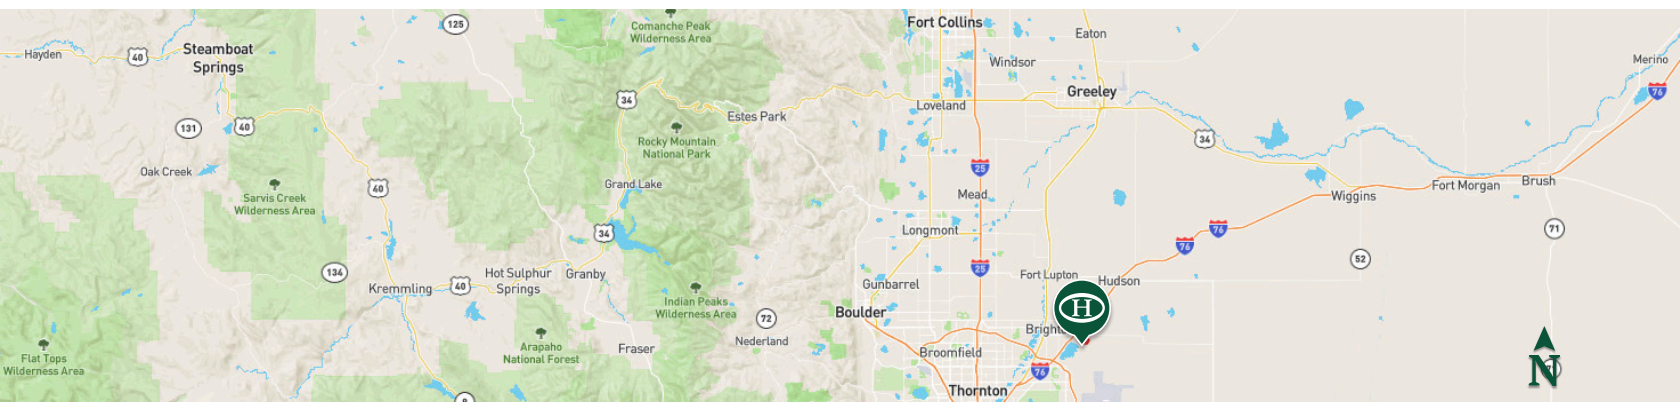 Fort Collins
125
Comanche Peak
Wilderness Area
Eaton
Hayden
40
Steamboat
Springs
Windsor
Merino
76
34
Greeley
Loveland
Estes Park
131
40
34
Rocky Mountain
National Park
25
Oak Creek
Grand Lake
40
Sarvis Creek
Wilderness Area
Mead
Wiggins
Fort Morgan
Brush
34
Longmont
76
76
71
52
134
Hot Sulphur
Springs
Granby
25
Fort Lupton
Hudson
Kremmling
40
Gunbarrel
Indian Peaks
Wilderness Area
Boulder
H
72
Nederland
Fraser
Arapaho
National Forest
Flat Tops
Wilderness Area
Broomfield
76
Thornton
9
N